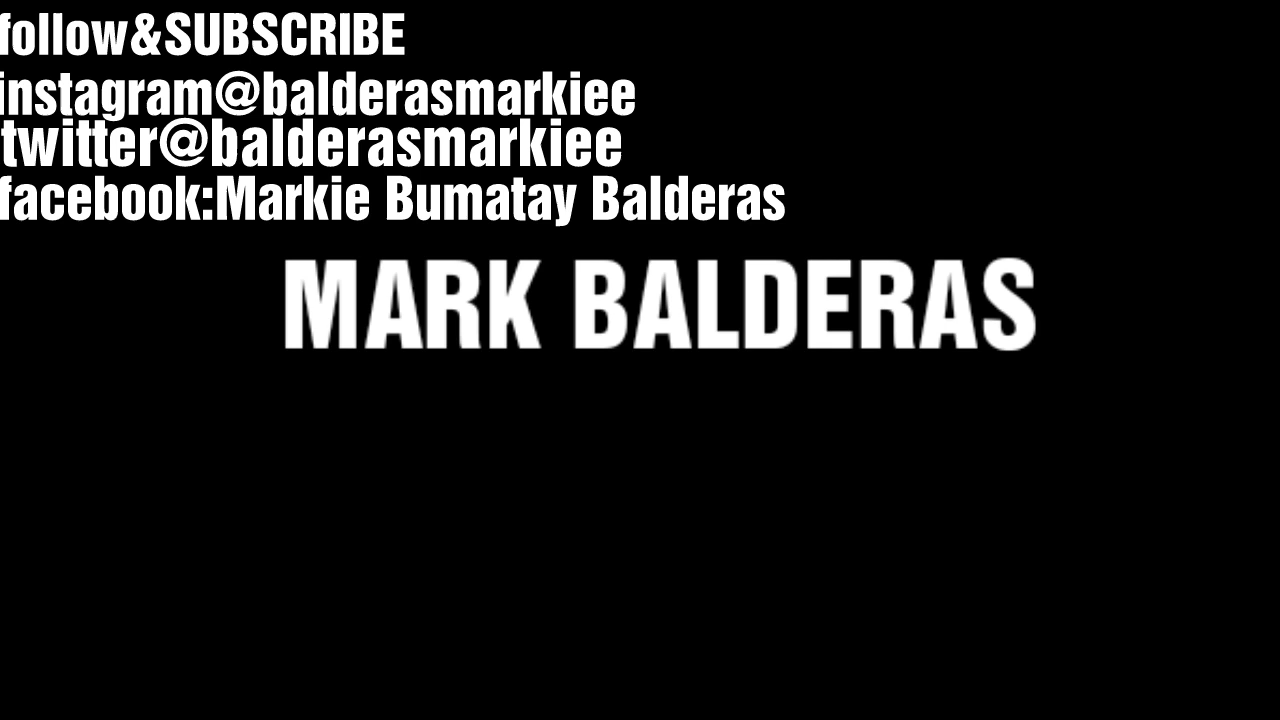 follow&SUBSCRIBE
instagram@balderasmarkiee
twitter@balderasmarkiee
facebook:Markie Bumatay Balderas
MARK BALDERAS